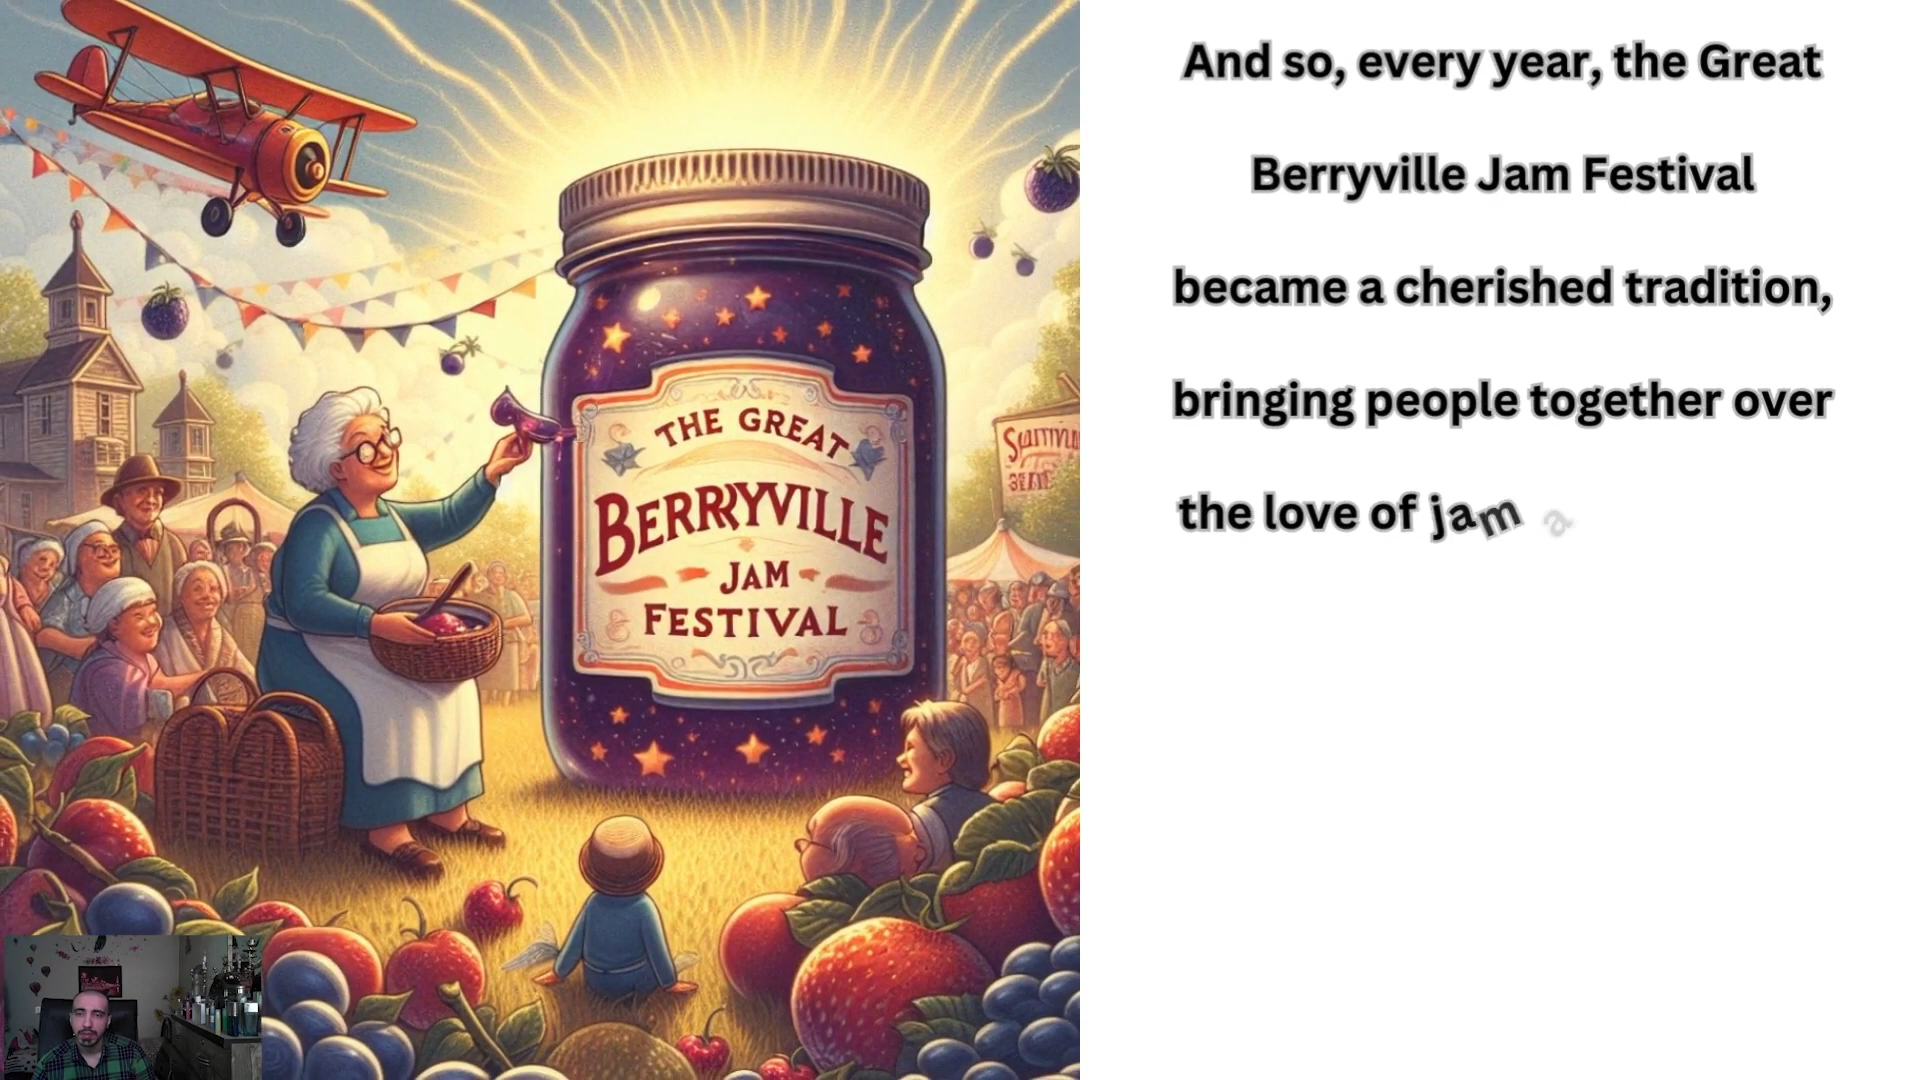 And so, every year, the Great
Berryville Jam Festival
became a cherished tradition,
bringing people together over
the love of jam a
THE GREAT
BERRYVILLE
JAM
FESTIVAL